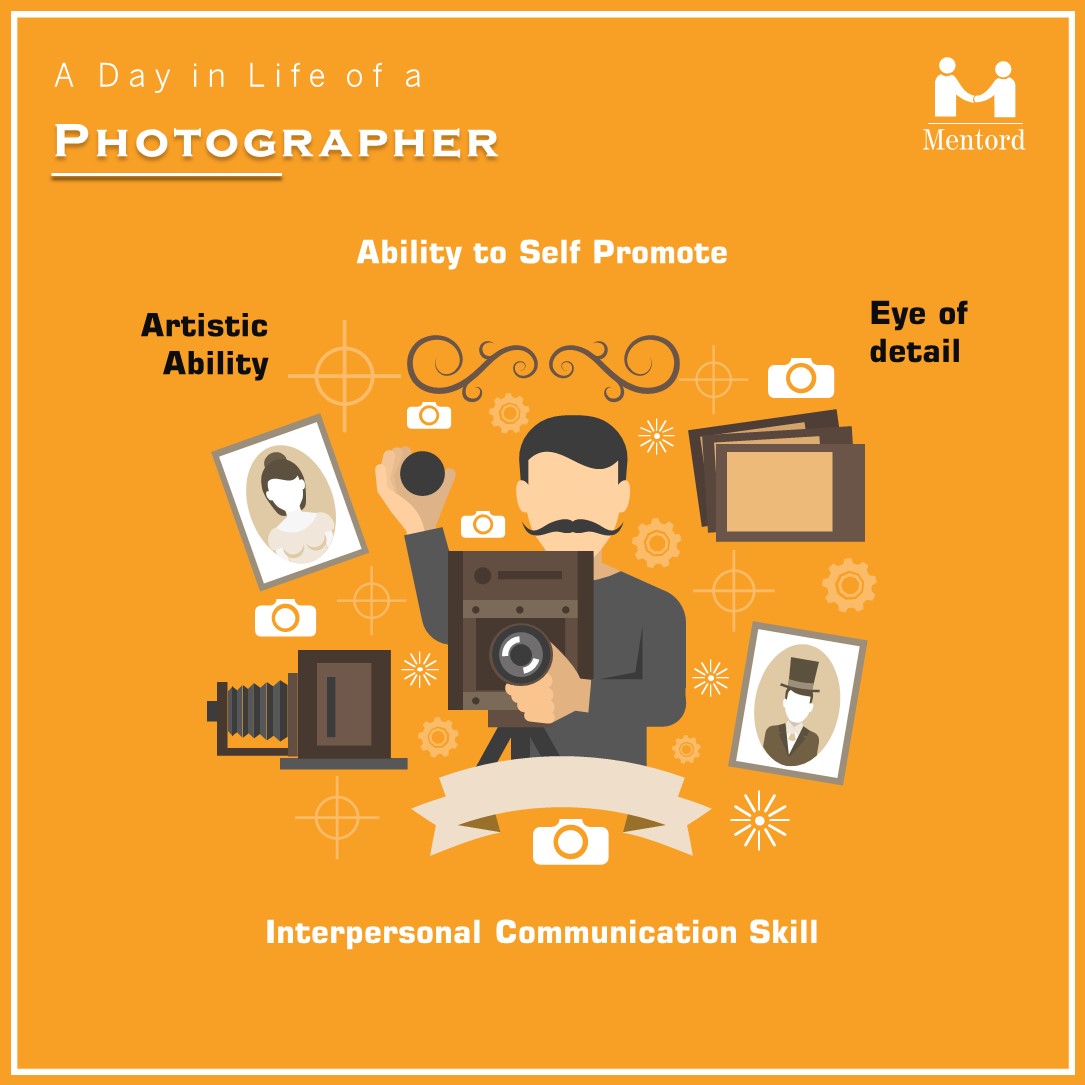 A Day in Life of a
PHOTOGRAPHER
Mentord
Ability to Self Promote
Artistic
Ability
Eye of
detail
Interpersonal Communication Skill